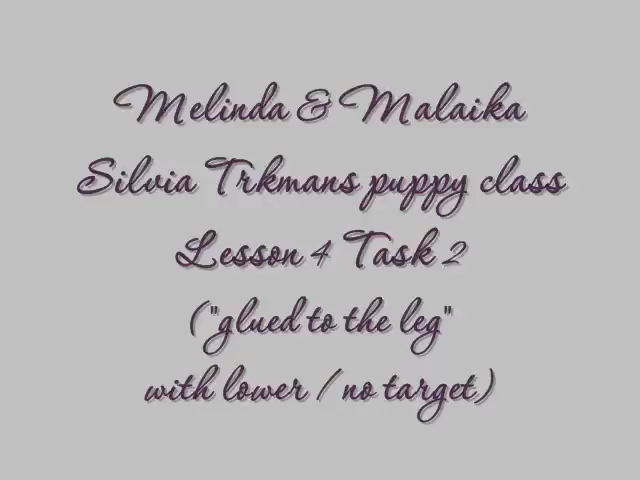 Melinda & Malaika
Silvia Trkmans puppy class
Lesson 4 Task 2
("glued to the leg"
with lower / no target)